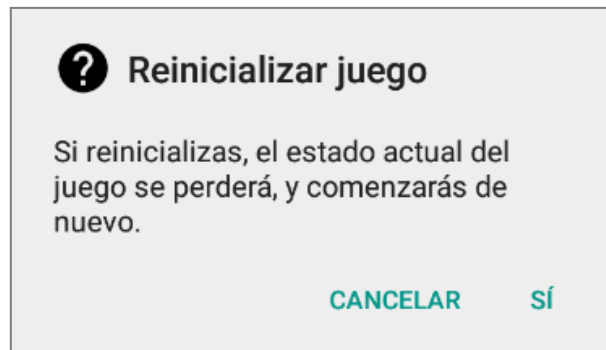 Reinicializar juego
Si reinicializas, el estado actual del
juego se perderá, y comenzarás de
nuevo.
CANCELAR SÍ